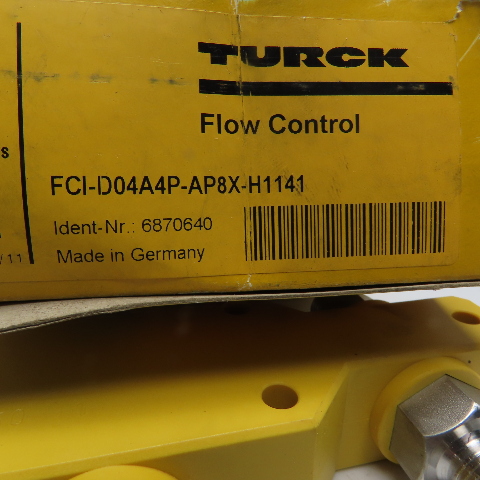 TURCK
Flow Control
FCI-D04A4P-AP8X-H1141
Ident-Nr.: 6870640
Made in Germany